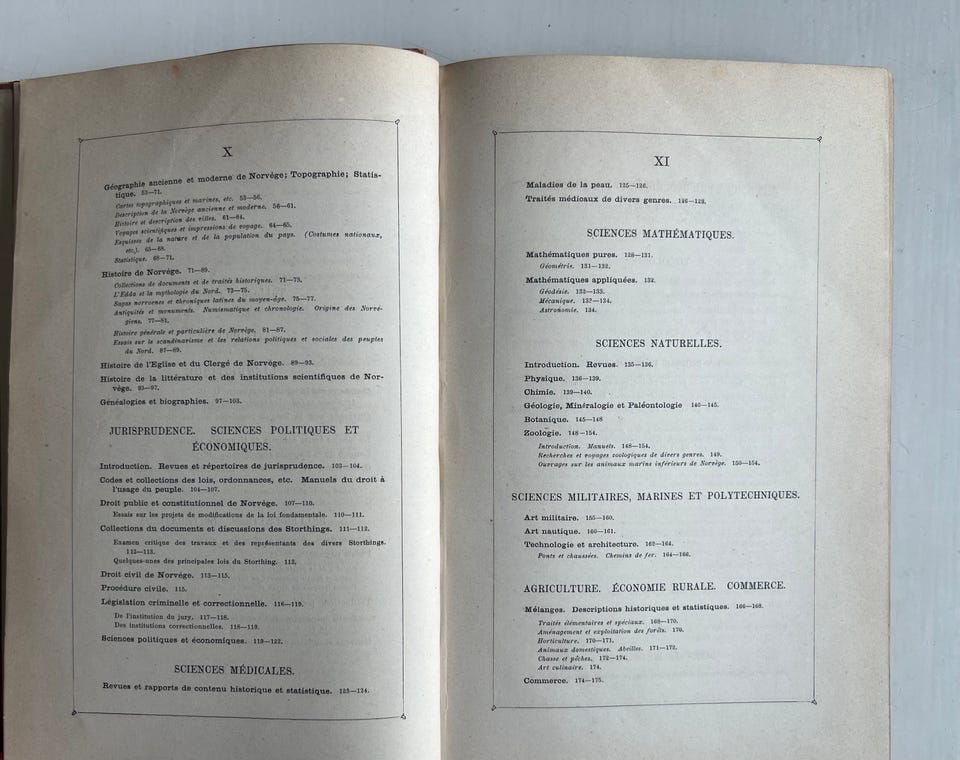 X
Géographie ancienne et moderne de Norvége; Topographie; Statis-
tique. 53—71.
Cartes topographiques et marines, etc. 53—56.
Description de la Norvége ancienne et moderne. 56—61.
Histoire et description des villes. 61—64.
Voyages scientifiques et impressions de voyage. 64—65.
Esquisses de la nature et de la population du pays. (Costumes nationaux,
etc.). 65—68.
Statistique. 68—71.
Histoire de Norvége. 71—89.
Collections de documents et de traités historiques. 71—73.
L'Edda et la mythologie du Nord. 73—75.
Sagas norroenes et chroniques latines du moyen-âge. 75—77.
Antiquités et monuments. Numismatique et chronologie. Origine des Norvé-
giens. 77—81.
Histoire générale et particulière de Norvége. 81—87.
Essais sur le scandinarisme et les relations politiques et sociales des peuples
du Nord. 87—89.
Histoire de l'Eglise et du Clergé de Norvége. 89—93.
Histoire de la littérature et des institutions scientifiques de Nor-
vége. 93—97.
Généalogies et biographies. 97—103.
JURISPRUDENCE. SCIENCES POLITIQUES ET
ÉCONOMIQUES.
Introduction. Revues et répertoires de jurisprudence. 103—104.
Codes et collections des lois, ordonnances, etc. Manuels du droit à
l'usage du peuple. 104—107.
Droit public et constitutionnel de Norvége. 107—110.
Essais sur les projets de modifications de la loi fondamentale. 110—111.
Collections du documents et discussions des Storthings. 111—112.
Examen critique des travaux et des représentants des divers Storthings.
112—113.
Quelques-unes des principales lois du Storthing. 113.
Droit civil de Norvége. 113—115.
Procédure civile. 115.
Législation criminelle et correctionnelle. 116—119.
De l'institution du jury. 117—118.
Des institutions correctionnelles. 118—119.
Sciences politiques et économiques. 119—122.
SCIENCES MÉDICALES.
Revues et rapports de contenu historique et statistique. 123—124.
XI
Maladies de la peau. 125—126.
Traités médicaux de divers genres. 126—128.
SCIENCES MATHÉMATIQUES.
Mathématiques pures. 128—131.
Géométrie. 131—132.
Mathématiques appliquées. 132.
Géodésie. 132—133.
Mécanique. 133—134.
Astronomie. 134.
SCIENCES NATURELLES.
Introduction. Revues. 135—136.
Physique. 136—139.
Chimie. 139—140.
Géologie, Minéralogie et Paléontologie 140—145.
Botanique. 145—148
Zoologie. 148—154.
Introduction. Manuels. 148—154.
Recherches et voyages zoologiques de divers genres. 149.
Ouvrages sur les animaux marins inférieurs de Norvége. 150—154.
SCIENCES MILITAIRES, MARINES ET POLYTECHNIQUES.
Art militaire. 155—160.
Art nautique. 160—161.
Technologie et architecture. 162—164.
Ponts et chaussées. Chemins de fer. 164—166.
AGRICULTURE. ÉCONOMIE RURALE. COMMERCE.
Mélanges. Descriptions historiques et statistiques. 166—168.
Traités élémentaires et spéciaux. 168—170.
Aménagement et exploitation des forêts. 170.
Horticulture. 170—171.
Animaux domestiques. Abeilles. 171—172.
Chasse et pêches. 172—174.
Art culinaire. 174.
Commerce. 174—175.